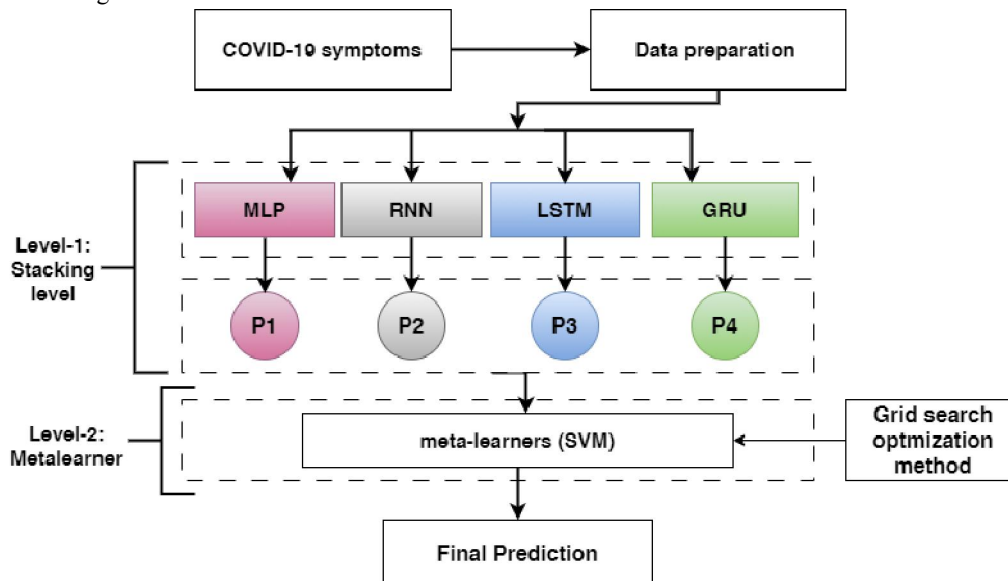 COVID-19 symptoms
Data preparation
MLP
RNN
LSTM
GRU
Level-1:
Stacking
level
P1
P2
P3
P4
Level-2:
Metalearner
meta-learners (SVM)
Grid search
optmization
method
Final Prediction